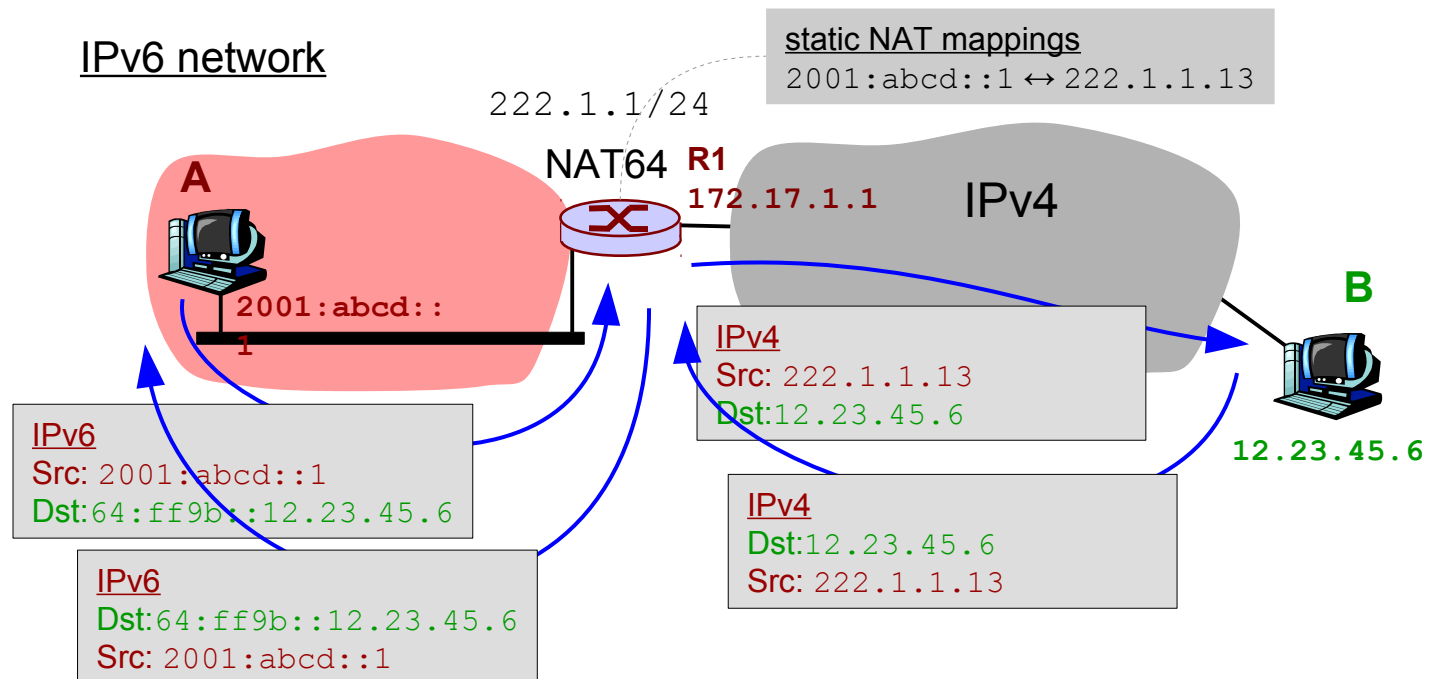 IPv6 network
static NAT mappings
2001:abcd::1 ↔ 222.1.1.13
222.1.1/24
NAT64
R1
172.17.1.1
IPv4
A
2001:abcd::
1
B
12.23.45.6
IPv4
Src: 222.1.1.13
Dst:12.23.45.6
IPv6
Src: 2001:abcd::1
Dst:64:ff9b::12.23.45.6
IPv4
Dst:12.23.45.6
Src: 222.1.1.13
IPv6
Dst:64:ff9b::12.23.45.6
Src: 2001:abcd::1